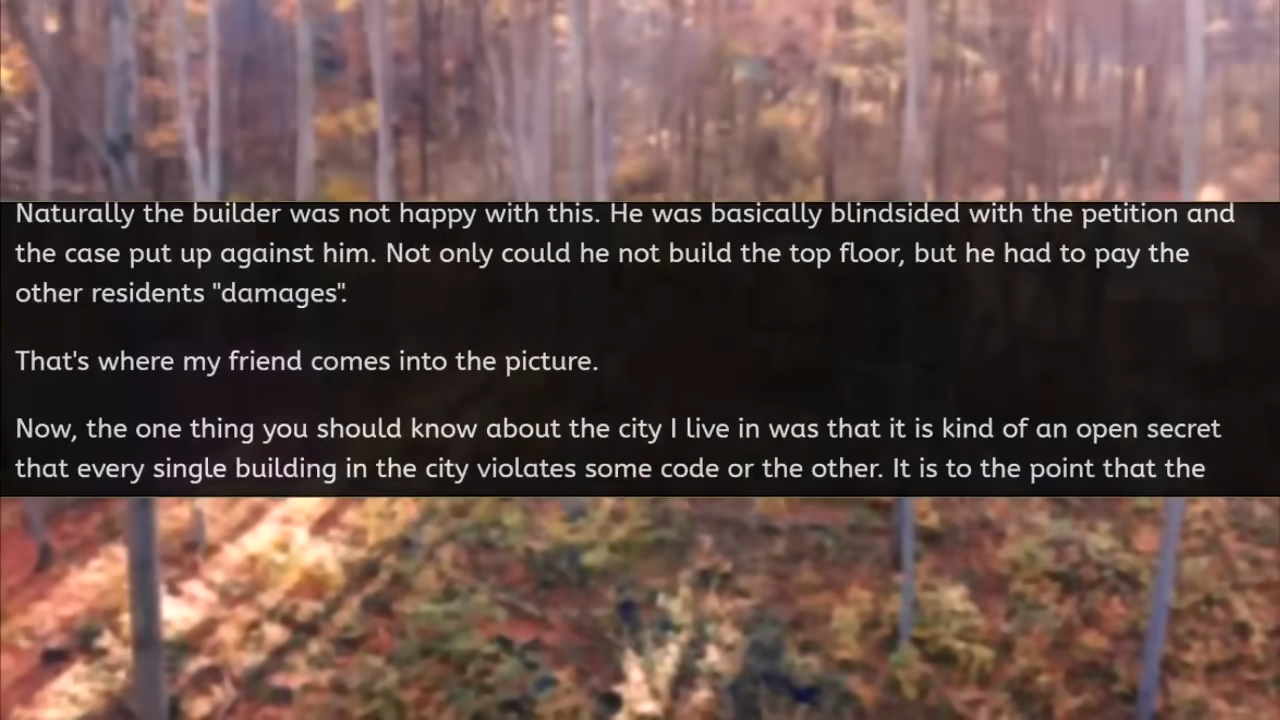 Naturally the builder was not happy with this. He was basically blindsided with the petition and
the case put up against him. Not only could he not build the top floor, but he had to pay the
other residents "damages".
That's where my friend comes into the picture.
Now, the one thing you should know about the city I live in was that it is kind of an open secret
that every single building in the city violates some code or the other. It is to the point that the